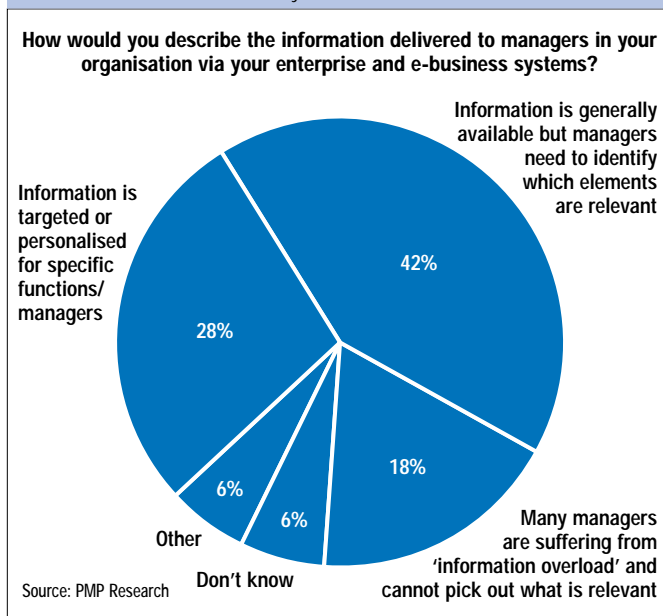 How would you describe the information delivered to managers in your
organisation via your enterprise and e-business systems?
Information is generally
available but managers
need to identify
which elements
are relevant
42%
Information is
targeted or
personalised
for specific
functions/
managers
28%
18%
Many managers
are suffering from
'information overload' and
cannot pick out what is relevant
6%
Other
6%
Don't know
Source: PMP Research